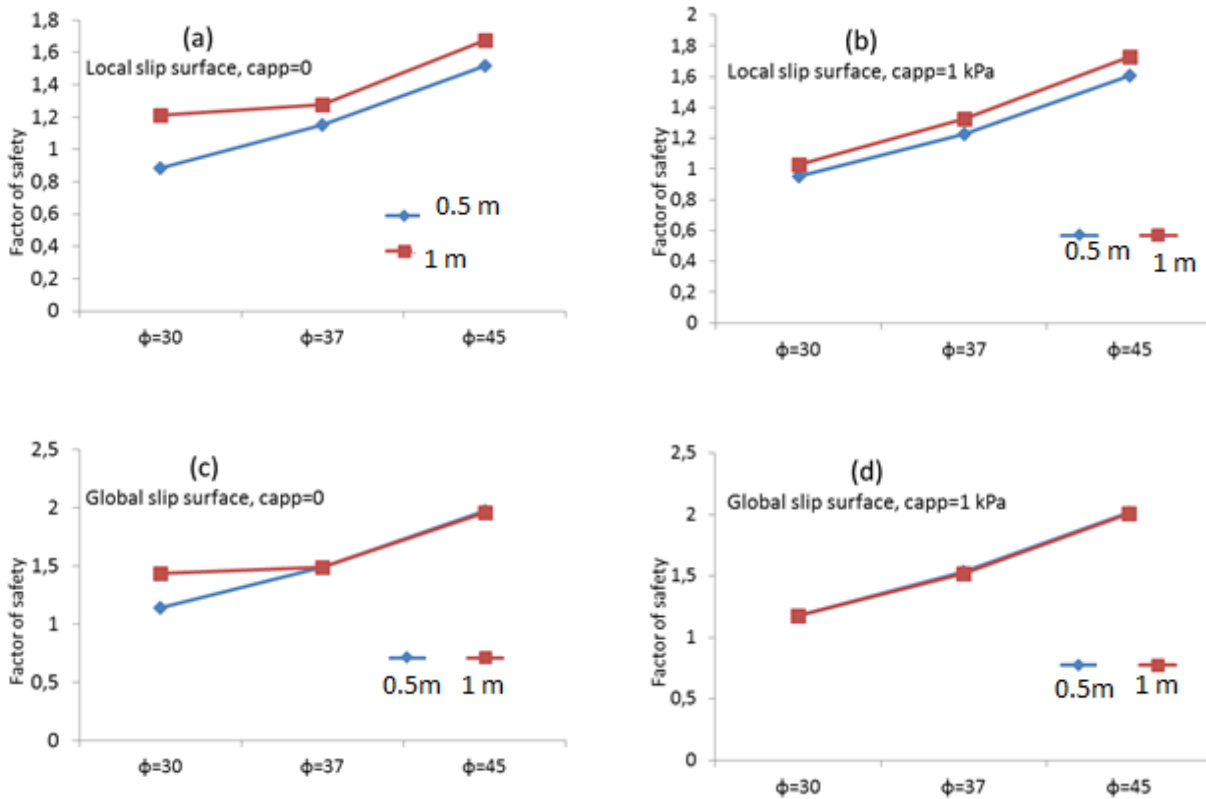 (a)
Local slip surface, capp=0
Factor of safety
1,8
1,6
1,4
1,2
1
0,8
0,6
0,4
0,2
0
ϕ=30 ϕ=37 ϕ=45
0.5 m
1 m
(b)
Local slip surface, capp=1 kPa
Factor of safety
2
1,8
1,6
1,4
1,2
1
0,8
0,6
0,4
0,2
0
ϕ=30 ϕ=37 ϕ=45
0.5 m 1 m
(c)
Global slip surface, capp=0
Factor of safety
2,5
2
1,5
1
0,5
0
ϕ=30 ϕ=37 ϕ=45
0.5m 1 m
(d)
Global slip surface, capp=1 kPa
Factor of safety
2,5
2
1,5
1
0,5
0
ϕ=30 ϕ=37 ϕ=45
0.5m 1 m